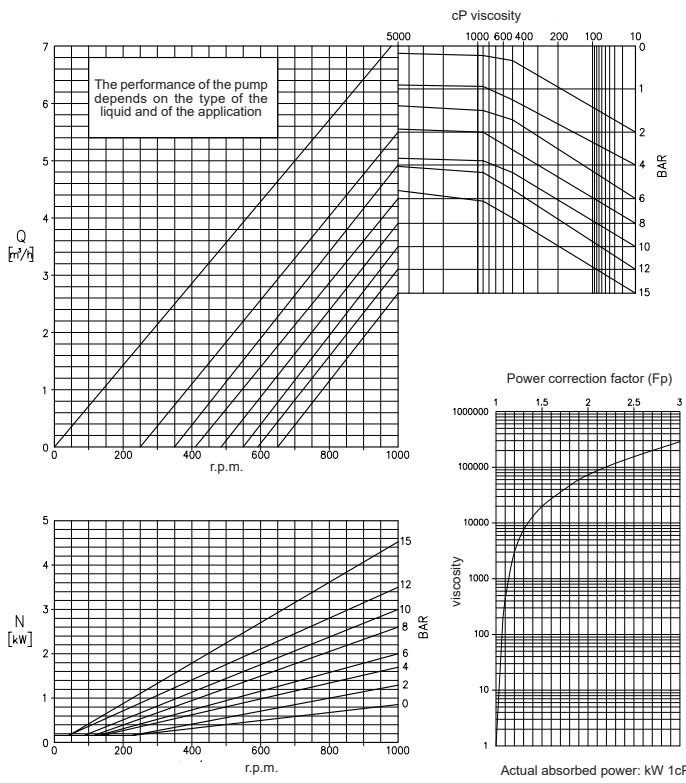 cP viscosity
5000 1000 600 400 200 100 10
7
6
5
4
3
2
1
0
Q
[m³/h]
The performance of the pump
depends on the type of the
liquid and of the application
0
1
2
4
6
8
10
12
15
BAR
0 200 400 600 800 1000
r.p.m.
Power correction factor (Fp)
1 1.5 2 2.5 3
1000000
100000
10000
1000
100
10
1
viscosity
Actual absorbed power: kW 1cP
5
4
3
2
1
0
N
[kW]
15
12
10
8
6
4
2
0
BAR
0 200 400 600 800 1000
r.p.m.